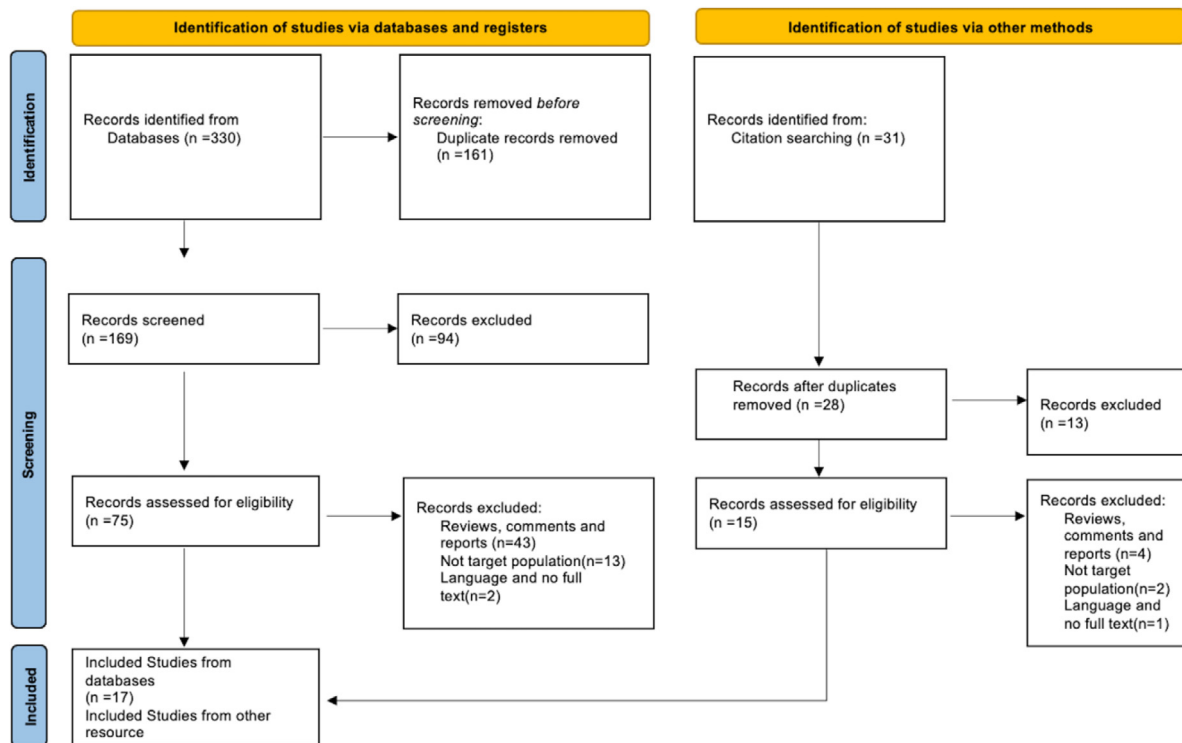 Identification of studies via databases and registers
Identification of studies via other methods
Identification
Records identified from
Databases (n =330)
Records removed before
screening:
Duplicate records removed
(n =161)
Records identified from:
Citation searching (n =31)
Screening
Records screened
(n =169)
Records excluded
(n =94)
Records after duplicates
removed (n =28)
Records excluded
(n =13)
Records assessed for eligibility
(n =75)
Records excluded:
Reviews, comments and
reports (n=43)
Not target population(n=13)
Language and no full
text(n=2)
Records assessed for eligibility
(n =15)
Records excluded:
Reviews,
comments and
reports (n=4)
Not target
population(n=2)
Language and
no full text(n=1)
Included
Included Studies from
databases
(n =17)
Included Studies from other
resource